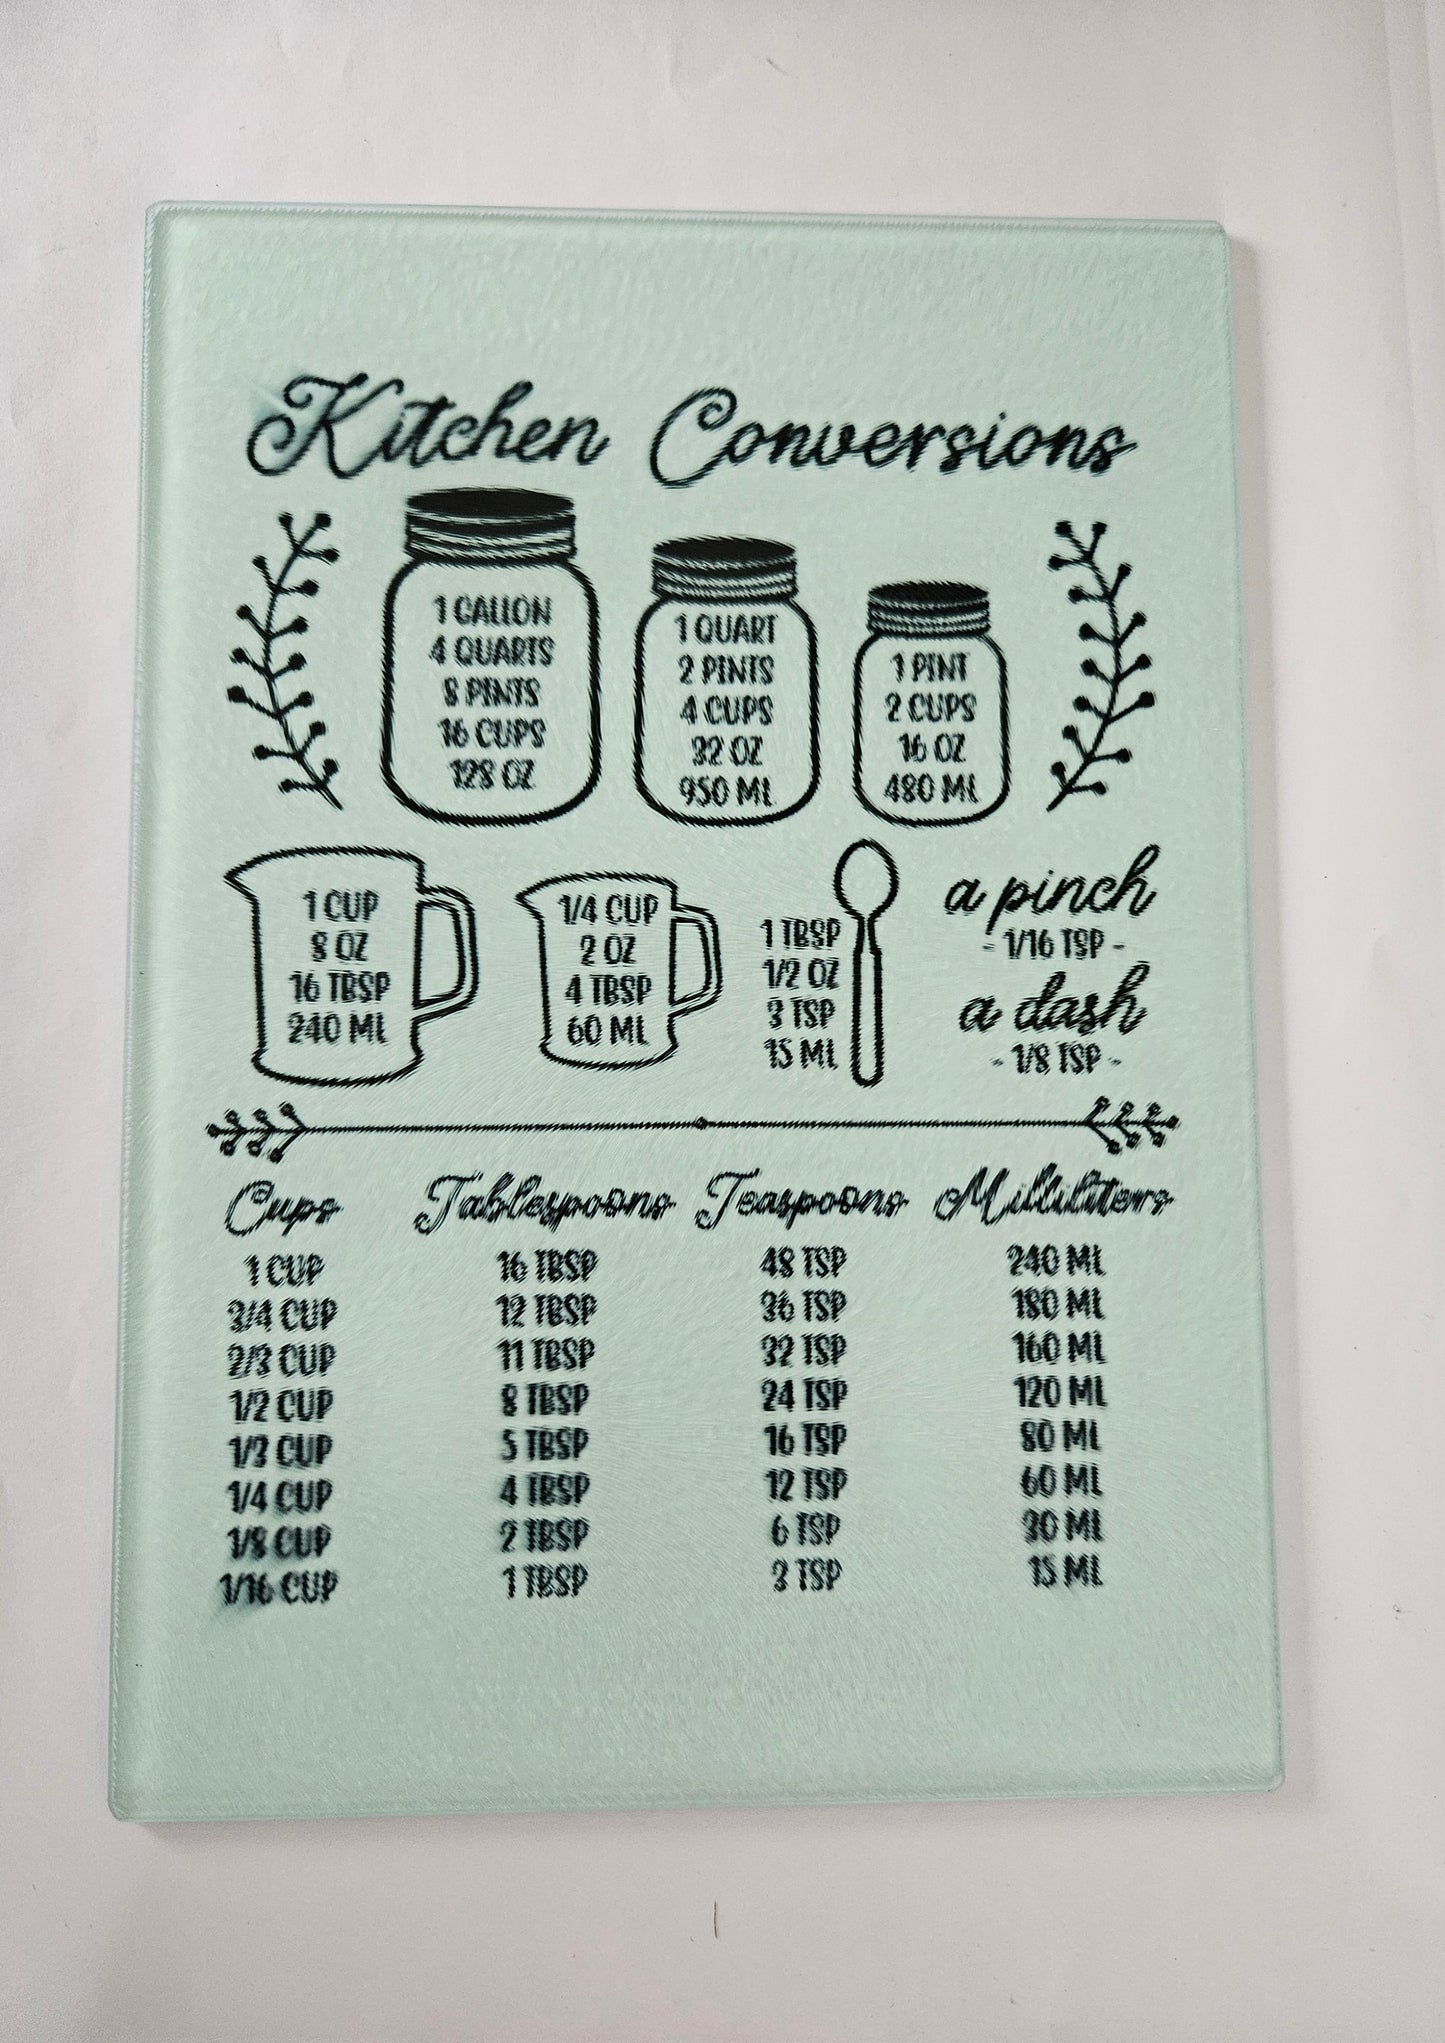 Kitchen Conversions
1 GALLON
4 QUARTS
8 PINTS
16 CUPS
128 OZ
1 QUART
2 PINTS
4 CUPS
32 OZ
950 ML
1 PINT
2 CUPS
16 OZ
480 ML
1 CUP
8 OZ
16 TBSP
240 ML
1/4 CUP
2 OZ
4 TBSP
60 ML
1 TBSP
1/2 OZ
3 TSP
15 ML
a pinch
- 1/16 TSP -
a dash
- 1/8 TSP -
Cups Tablespoons Teaspoons Milliliters
1 CUP 16 TBSP 48 TSP 240 ML
3/4 CUP 12 TBSP 36 TSP 180 ML
2/3 CUP 11 TBSP 32 TSP 160 ML
1/2 CUP 8 TBSP 24 TSP 120 ML
1/3 CUP 5 TBSP 16 TSP 80 ML
1/4 CUP 4 TBSP 12 TSP 60 ML
1/8 CUP 2 TBSP 6 TSP 30 ML
1/16 CUP 1 TBSP 3 TSP 15 ML